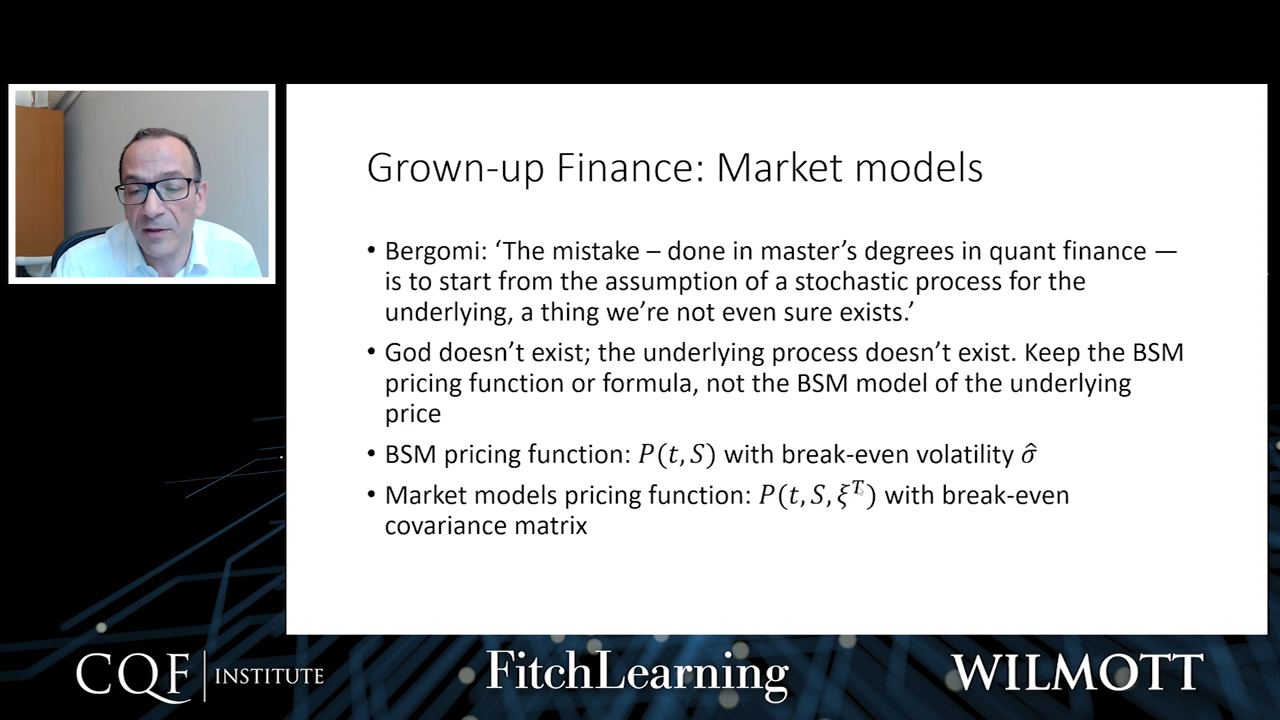 Grown-up Finance: Market models
• Bergomi: ‘The mistake – done in master’s degrees in quant finance —
is to start from the assumption of a stochastic process for the
underlying, a thing we’re not even sure exists.’
• God doesn’t exist; the underlying process doesn’t exist. Keep the BSM
pricing function or formula, not the BSM model of the underlying
price
• BSM pricing function: P(t, S) with break-even volatility σ̂
• Market models pricing function: P(t, S, ξᵀ) with break-even
covariance matrix
CQF INSTITUTE
FitchLearning
WILMOTT